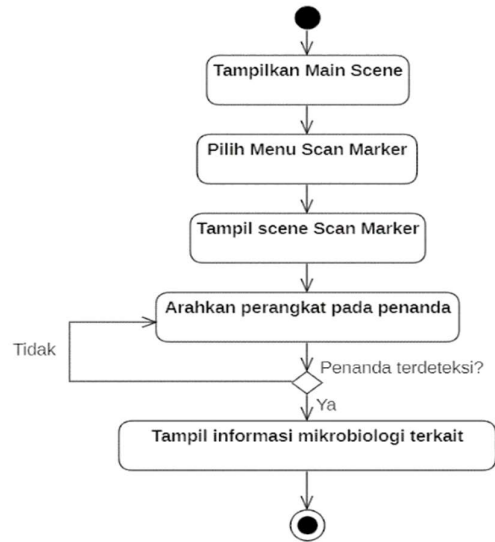 Tampilkan Main Scene
Pilih Menu Scan Marker
Tampil scene Scan Marker
Arahkan perangkat pada penanda
Tidak
Penanda terdeteksi?
Ya
Tampil informasi mikrobiologi terkait